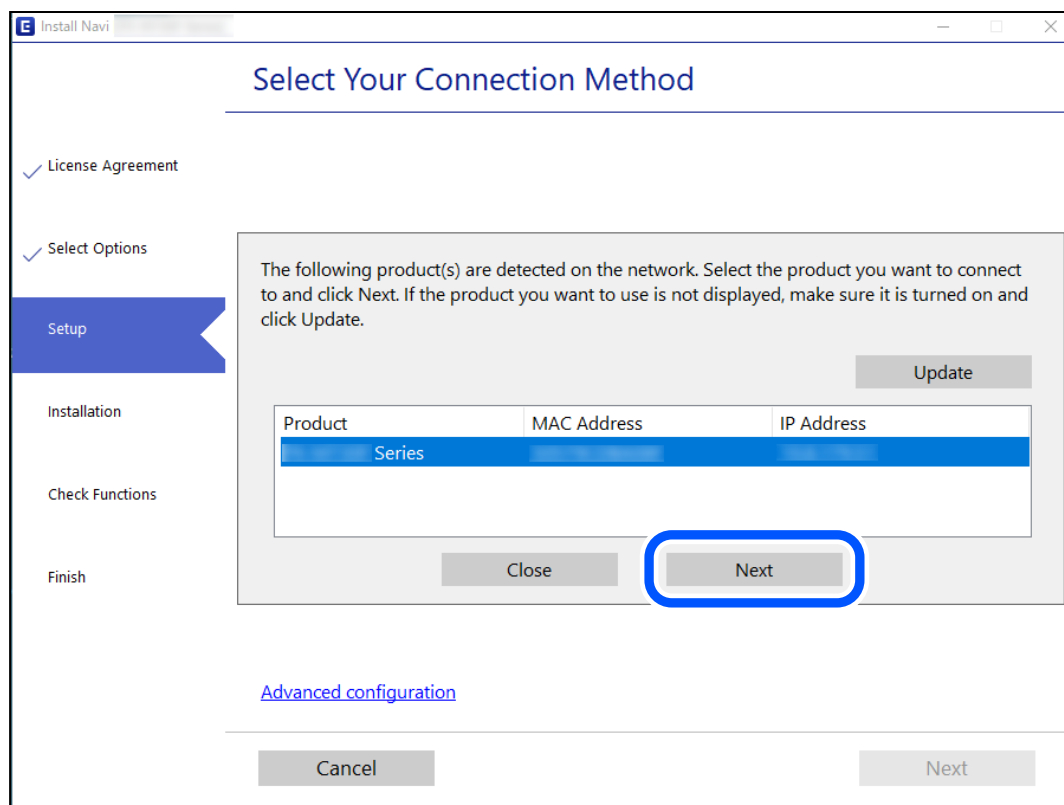 Install Navi
Select Your Connection Method
License Agreement
Select Options
Setup
Installation
Check Functions
Finish
The following product(s) are detected on the network. Select the product you want to connect
to and click Next. If the product you want to use is not displayed, make sure it is turned on and
click Update.
Update
Product MAC Address IP Address
Series
Close Next
Advanced configuration
Cancel Next